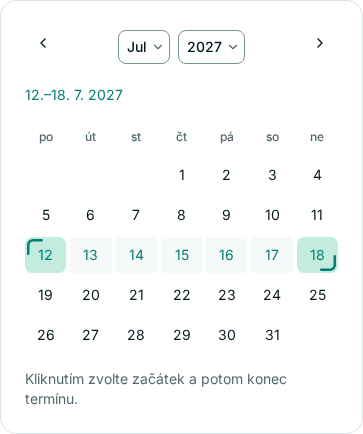 Jul 2027
12.–18. 7. 2027
po út st čt pá so ne
1 2 3 4
5 6 7 8 9 10 11
12 13 14 15 16 17 18
19 20 21 22 23 24 25
26 27 28 29 30 31
Kliknutím zvolte začátek a potom konec
termínu.